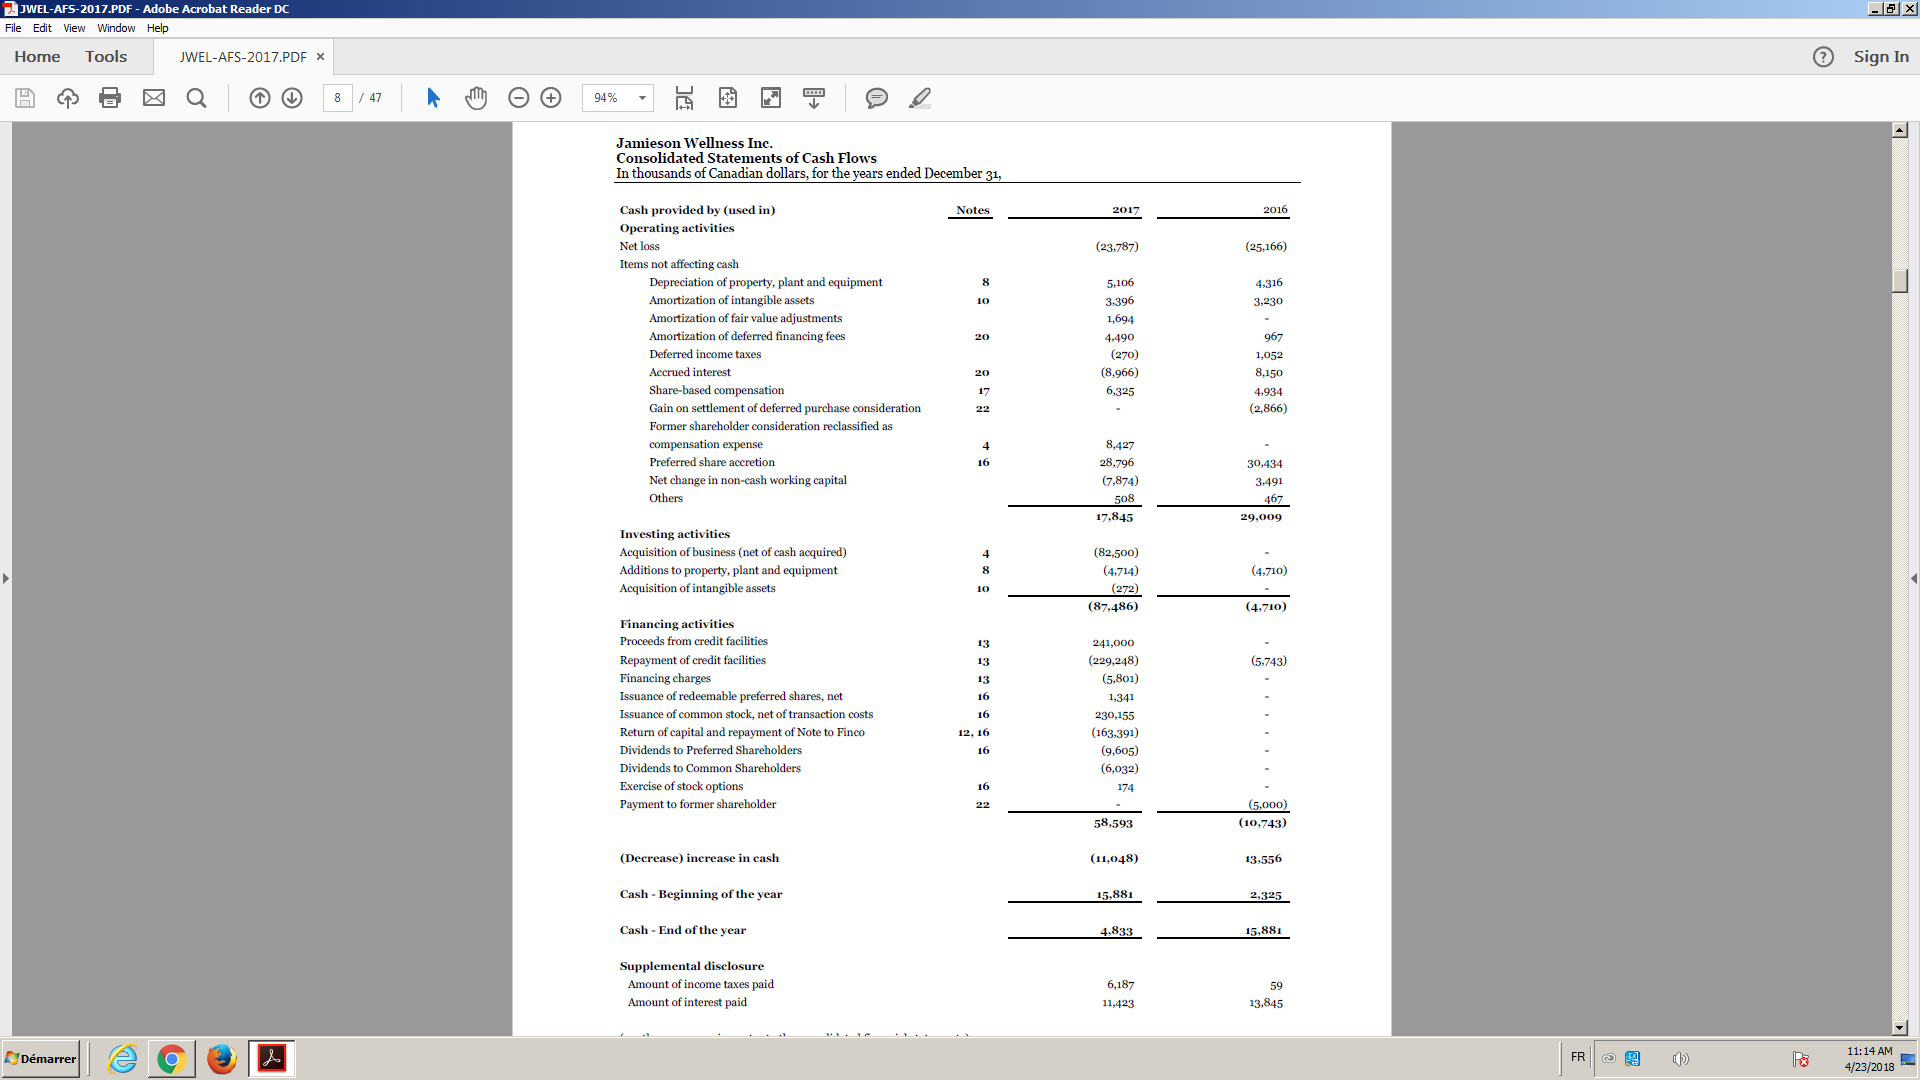 JWEL-AFS-2017.PDF - Adobe Acrobat Reader DC
File Edit View Window Help
Home Tools JWEL-AFS-2017.PDF × ? Sign In
8 / 47 94%
Jamieson Wellness Inc.
Consolidated Statements of Cash Flows
In thousands of Canadian dollars, for the years ended December 31,
Cash provided by (used in) Notes 2017 2016
Operating activities
Net loss (23,787) (25,166)
Items not affecting cash
Depreciation of property, plant and equipment 8 5,106 4,316
Amortization of intangible assets 10 3,396 3,230
Amortization of fair value adjustments 1,694 -
Amortization of deferred financing fees 20 4,490 967
Deferred income taxes (270) 1,052
Accrued interest 20 (8,966) 8,150
Share-based compensation 17 6,325 4,934
Gain on settlement of deferred purchase consideration 22 - (2,866)
Former shareholder consideration reclassified as
compensation expense 4 8,427 -
Preferred share accretion 16 28,796 30,434
Net change in non-cash working capital (7,874) 3,491
Others 508 467
17,845 29,009
Investing activities
Acquisition of business (net of cash acquired) 4 (82,500) -
Additions to property, plant and equipment 8 (4,714) (4,710)
Acquisition of intangible assets 10 (272) -
(87,486) (4,710)
Financing activities
Proceeds from credit facilities 13 241,000 -
Repayment of credit facilities 13 (229,248) (5,743)
Financing charges 13 (5,801) -
Issuance of redeemable preferred shares, net 16 1,341 -
Issuance of common stock, net of transaction costs 16 230,155 -
Return of capital and repayment of Note to Finco 12, 16 (163,391) -
Dividends to Preferred Shareholders 16 (9,605) -
Dividends to Common Shareholders (6,032) -
Exercise of stock options 16 174 -
Payment to former shareholder 22 - (5,000)
58,593 (10,743)
(Decrease) increase in cash (11,048) 13,556
Cash - Beginning of the year 15,881 2,325
Cash - End of the year 4,833 15,881
Supplemental disclosure
Amount of income taxes paid 6,187 59
Amount of interest paid 11,423 13,845
Démarrer FR 11:14 AM
4/23/2018